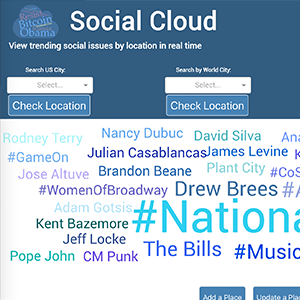 Bitcoin
Obama
Social Cloud
View trending social issues by location in real time
Search US City: Search by World City:
Select... Select...
Check Location Check Location
Rodney Terry Nancy Dubuc David Silva Ana
#GameOn Julian Casablancas James Levine K
Jose Altuve Brandon Beane Plant City #CoS
#WomenOfBroadway Drew Brees #A
Adam Gotsis #Nationa
Kent Bazemore
Jeff Locke The Bills #Music
Pope John CM Punk
Add a Place Update a Plac